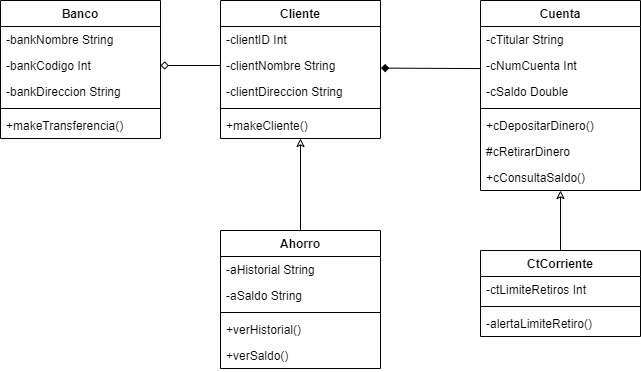 Banco
-bankNombre String
-bankCodigo Int
-bankDireccion String
+makeTransferencia()
Cliente
-clientID Int
-clientNombre String
-clientDireccion String
+makeCliente()
Cuenta
-cTitular String
-cNumCuenta Int
-cSaldo Double
+cDepositarDinero()
#cRetirarDinero
+cConsultaSaldo()
Ahorro
-aHistorial String
-aSaldo String
+verHistorial()
+verSaldo()
CtCorriente
-ctLimiteRetiros Int
-alertaLimiteRetiro()